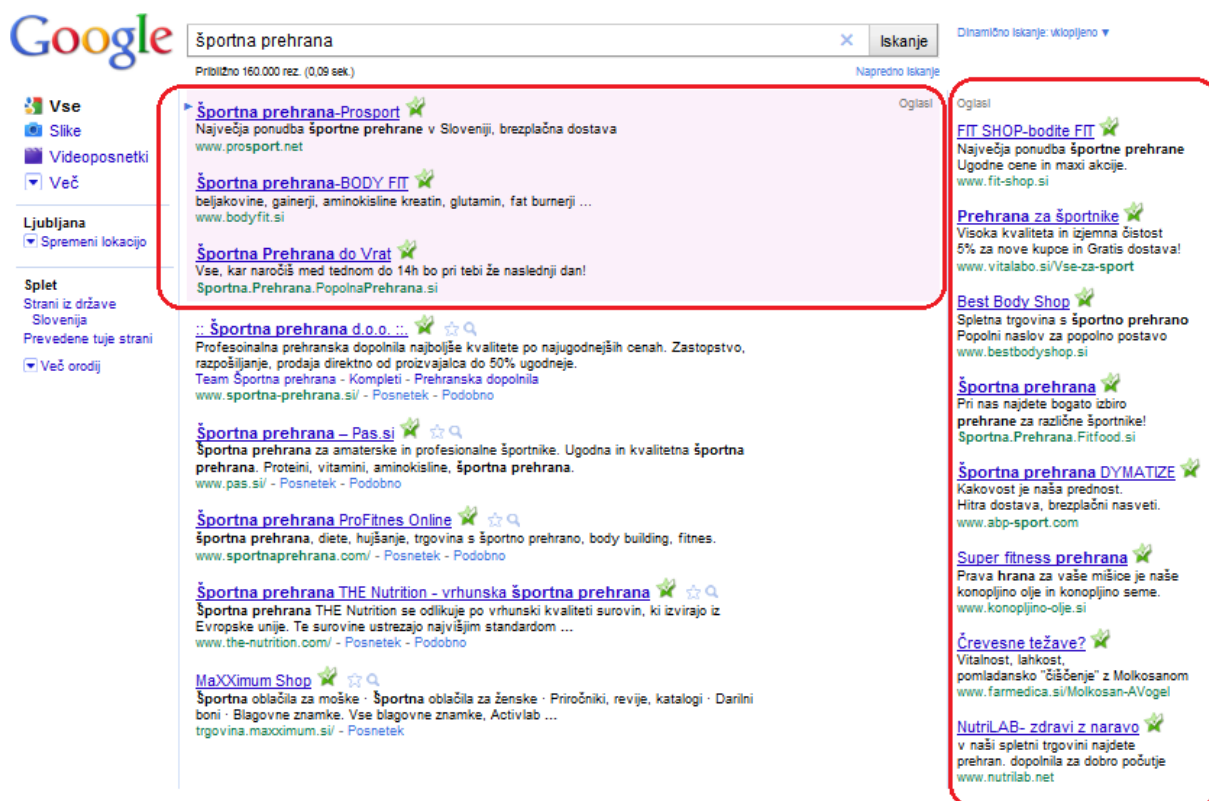 Google
športna prehrana
Iskanje
Dinamično iskanje: vklopljeno ▼
Približno 160.000 rez. (0,09 sek.)
Napredno iskanje
Vse
Slike
Videoposnetki
Več
Ljubljana
Spremeni lokacijo
Splet
Strani iz države
Slovenija
Prevedene tuje strani
Več orodij
Oglasi
Športna prehrana-Prosport
Največja ponudba športne prehrane v Sloveniji, brezplačna dostava
www.prosport.net
Športna prehrana-BODY FIT
beljakovine, gainerji, aminokisline kreatin, glutamin, fat burnerji ...
www.bodyfit.si
Športna Prehrana do Vrat
Vse, kar naročiš med tednom do 14h bo pri tebi že naslednji dan!
Sportna.Prehrana.PopolnaPrehrana.si
:: Športna prehrana d.o.o. ::.
Profesoinalna prehranska dopolnila najboljše kvalitete po najugodnejših cenah. Zastopstvo,
razpošiljanje, prodaja direktno od proizvajalca do 50% ugodneje.
Team Športna prehrana - Kompleti - Prehranska dopolnila
www.sportna-prehrana.si/ - Posnetek - Podobno
Športna prehrana – Pas.si
Športna prehrana za amaterske in profesionalne športnike. Ugodna in kvalitetna športna
prehrana. Proteini, vitamini, aminokisline, športna prehrana.
www.pas.si/ - Posnetek - Podobno
Športna prehrana ProFitnes Online
športna prehrana, diete, hujšanje, trgovina s športno prehrano, body building, fitnes.
www.sportnaprehrana.com/ - Posnetek - Podobno
Športna prehrana THE Nutrition - vrhunska športna prehrana
Športna prehrana THE Nutrition se odlikuje po vrhunski kvaliteti surovin, ki izvirajo iz
Evropske unije. Te surovine ustrezajo najvišjim standardom ...
www.the-nutrition.com/ - Posnetek - Podobno
MaXXimum Shop
Športna oblačila za moške · Športna oblačila za ženske · Priročniki, revije, katalogi · Darilni
boni · Blagovne znamke. Vse blagovne znamke, Activlab ...
trgovina.maxximum.si/ - Posnetek
Oglasi
FIT SHOP-bodite FIT
Največja ponudba športne prehrane
Ugodne cene in maxi akcije.
www.fit-shop.si
Prehrana za športnike
Visoka kvaliteta in izjemna čistost
5% za nove kupce in Gratis dostava!
www.vitalabo.si/Vse-za-sport
Best Body Shop
Spletna trgovina s športno prehrano
Popolni naslov za popolno postavo
www.bestbodyshop.si
Športna prehrana
Pri nas najdete bogato izbiro
prehrane za različne športnike!
Sportna.Prehrana.Fitfood.si
Športna prehrana DYMATIZE
Kakovost je naša prednost.
Hitra dostava, brezplačni nasveti.
www.abp-sport.com
Super fitness prehrana
Prava hrana za vaše mišice je naše
konopljino olje in konopljino seme.
www.konopljino-olje.si
Črevesne težave?
Vitalnost, lahkost,
pomladansko "čiščenje" z Molkosanom
www.farmedica.si/Molkosan-AVogel
NutriLAB- zdravi z naravo
v naši spletni trgovini najdete
prehran. dopolnila za dobro počutje
www.nutrilab.net